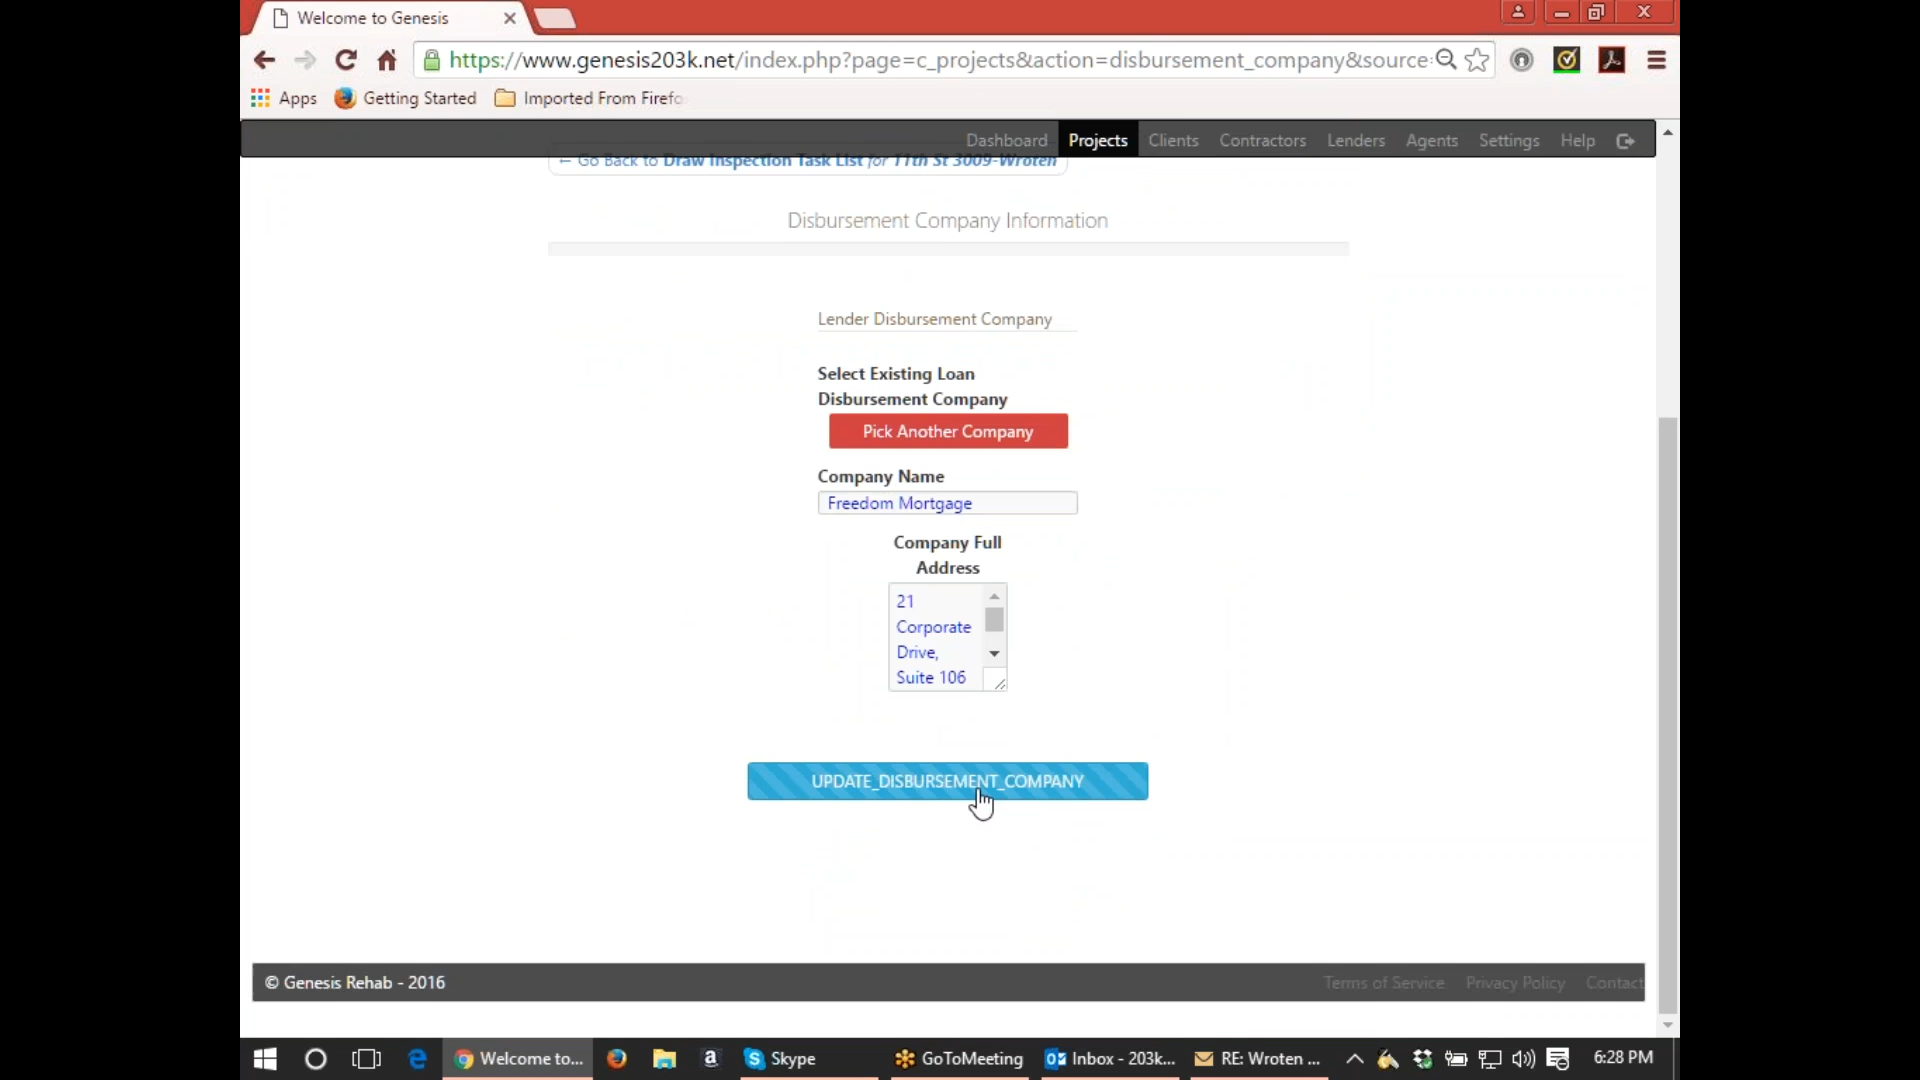 Welcome to Genesis
https://www.genesis203k.net/index.php?page=c_projects&action=disbursement_company&source
Apps Getting Started Imported From Firefo
Dashboard Projects Clients Contractors Lenders Agents Settings Help
← Go Back to Draw Inspection Task List for 11th St 3009-Wroten
Disbursement Company Information
Lender Disbursement Company
Select Existing Loan
Disbursement Company
Pick Another Company
Company Name
Freedom Mortgage
Company Full
Address
21
Corporate
Drive,
Suite 106
UPDATE_DISBURSEMENT_COMPANY
© Genesis Rehab - 2016 Terms of Service Privacy Policy Contact
Welcome to... Skype GoToMeeting Inbox - 203k... RE: Wroten ... 6:28 PM